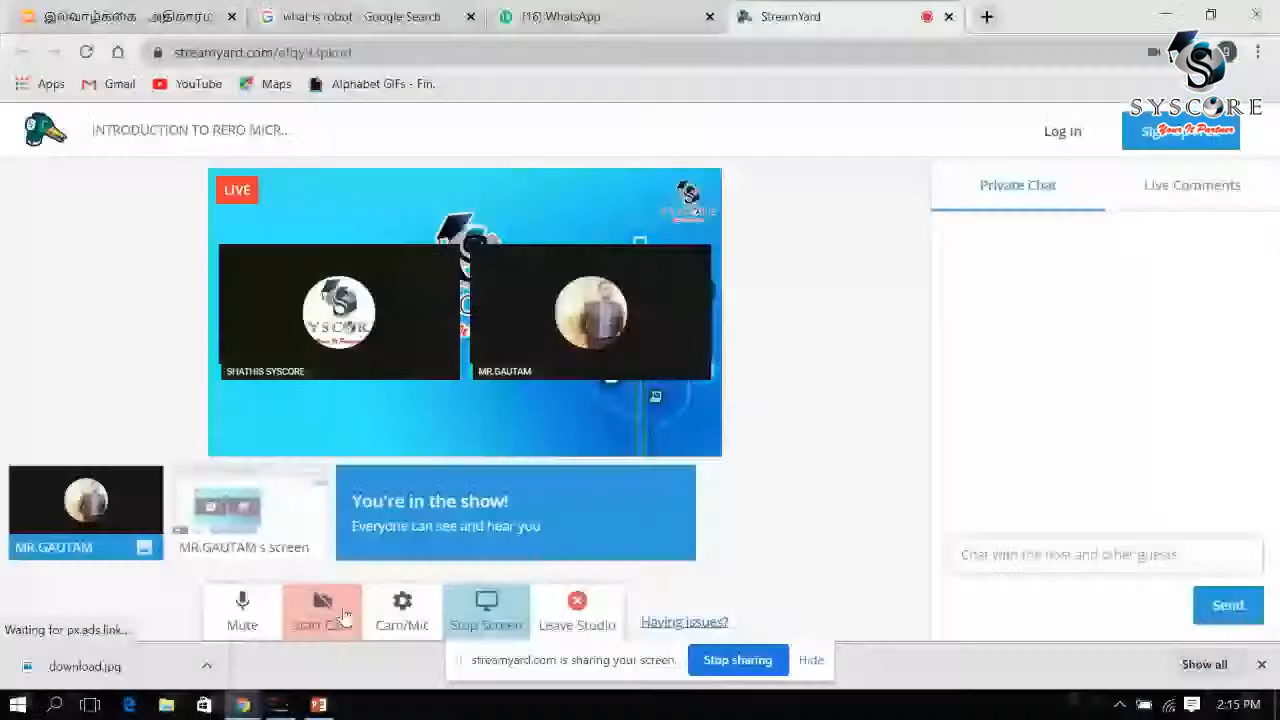 what is robot - Google Search
(16) WhatsApp
StreamYard
Apps
Gmail
YouTube
Maps
Alphabet GIFs - Fin...
SYSCORE
Your It Partner
INTRODUCTION TO RERO MICR...
Log in
LIVE
SHATHIS SYSCORE
MR.GAUTAM
Private Chat
Live Comments
You're in the show!
Everyone can see and hear you
MR.GAUTAM
MR.GAUTAM's screen
Chat with the host and other guests
Send
Mute
Cam/Mic
Stop Screen
Leave Studio
Having issues?
Waiting for px.ads.link...
streamyard.com is sharing your screen.
Stop sharing
Hide
download.jpg
Show all
2:15 PM